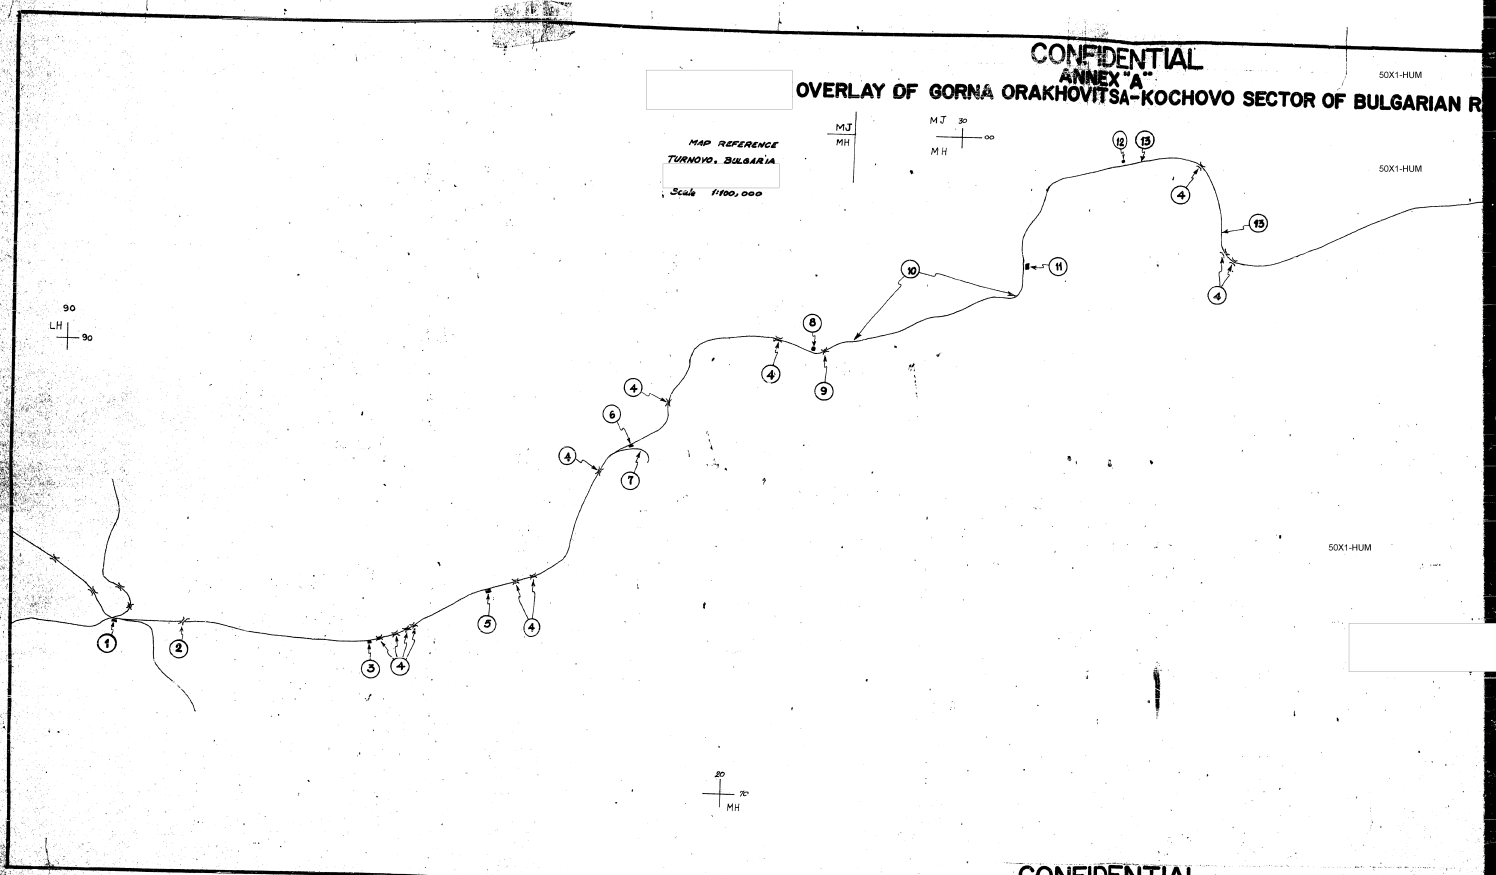 CONFIDENTIAL
ANNEX "A"
50X1-HUM
OVERLAY OF GORNA ORAKHOVITSA-KOCHOVO SECTOR OF BULGARIAN R
MAP REFERENCE
TURNOVO, BULGARIA
Scale 1:100,000
MJ
MH
MJ 30
00
MH
12 13
4
50X1-HUM
13
10
11
4
90
LH
90
8
4
9
4
6
4
7
50X1-HUM
5
4
1
2
3
4
20
70
MH
CONFIDENTIAL